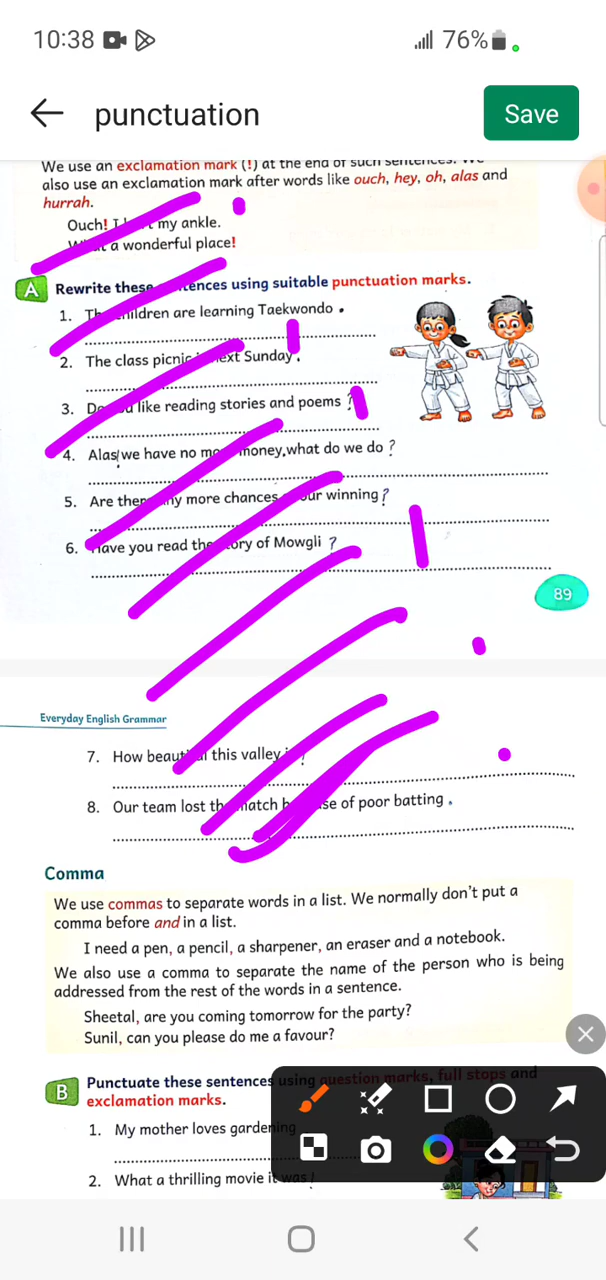 10:38 76%
punctuation Save
We use an exclamation mark (!) at the end of such sentences. We
also use an exclamation mark after words like ouch, hey, oh, alas and
hurrah.
Ouch! I my ankle.
a wonderful place!
A Rewrite these sentences using suitable punctuation marks.
1. The children are learning Taekwondo .
2. The class picnic next Sunday.
3. Do you like reading stories and poems ?
4. Alas we have no money,what do we do ?
5. Are there any more chances our winning?
6. Have you read the story of Mowgli ?
89
Everyday English Grammar
7. How beautiful this valley
8. Our team lost the match because of poor batting .
Comma
We use commas to separate words in a list. We normally don't put a
comma before and in a list.
I need a pen, a pencil, a sharpener, an eraser and a notebook.
We also use a comma to separate the name of the person who is being
addressed from the rest of the words in a sentence.
Sheetal, are you coming tomorrow for the party?
Sunil, can you please do me a favour?
B Punctuate these sentences using question marks, full stops and
exclamation marks.
1. My mother loves gardening
2. What a thrilling movie it was!